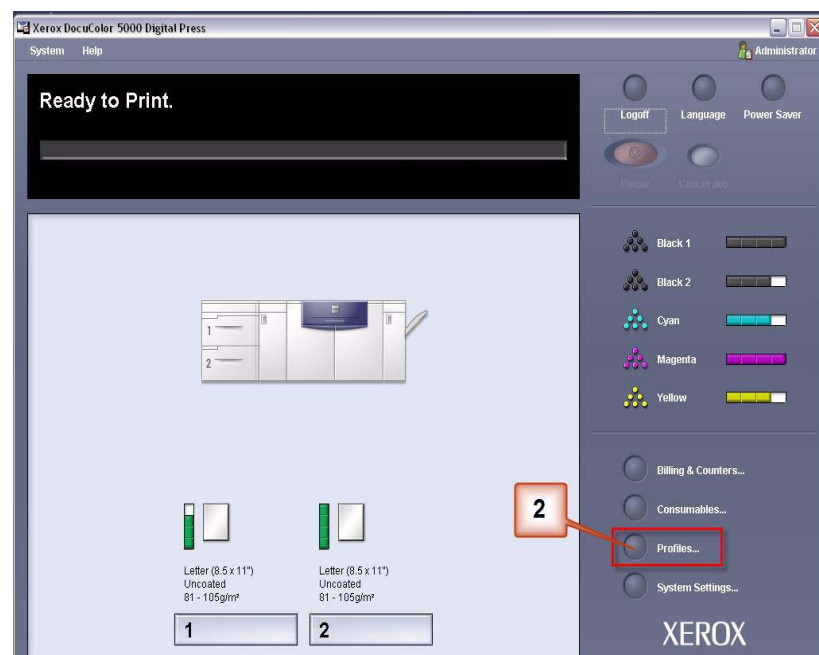 Xerox DocuColor 5000 Digital Press
System Help
Administrator
Ready to Print.
Logoff Language Power Saver
Pause Cancel Job
Black 1
Black 2
Cyan
Magenta
Yellow
1
2
Billing & Counters...
Consumables...
2
Profiles...
System Settings...
Letter (8.5 x 11") Letter (8.5 x 11")
Uncoated Uncoated
81 - 105g/m² 81 - 105g/m²
1 2
XEROX